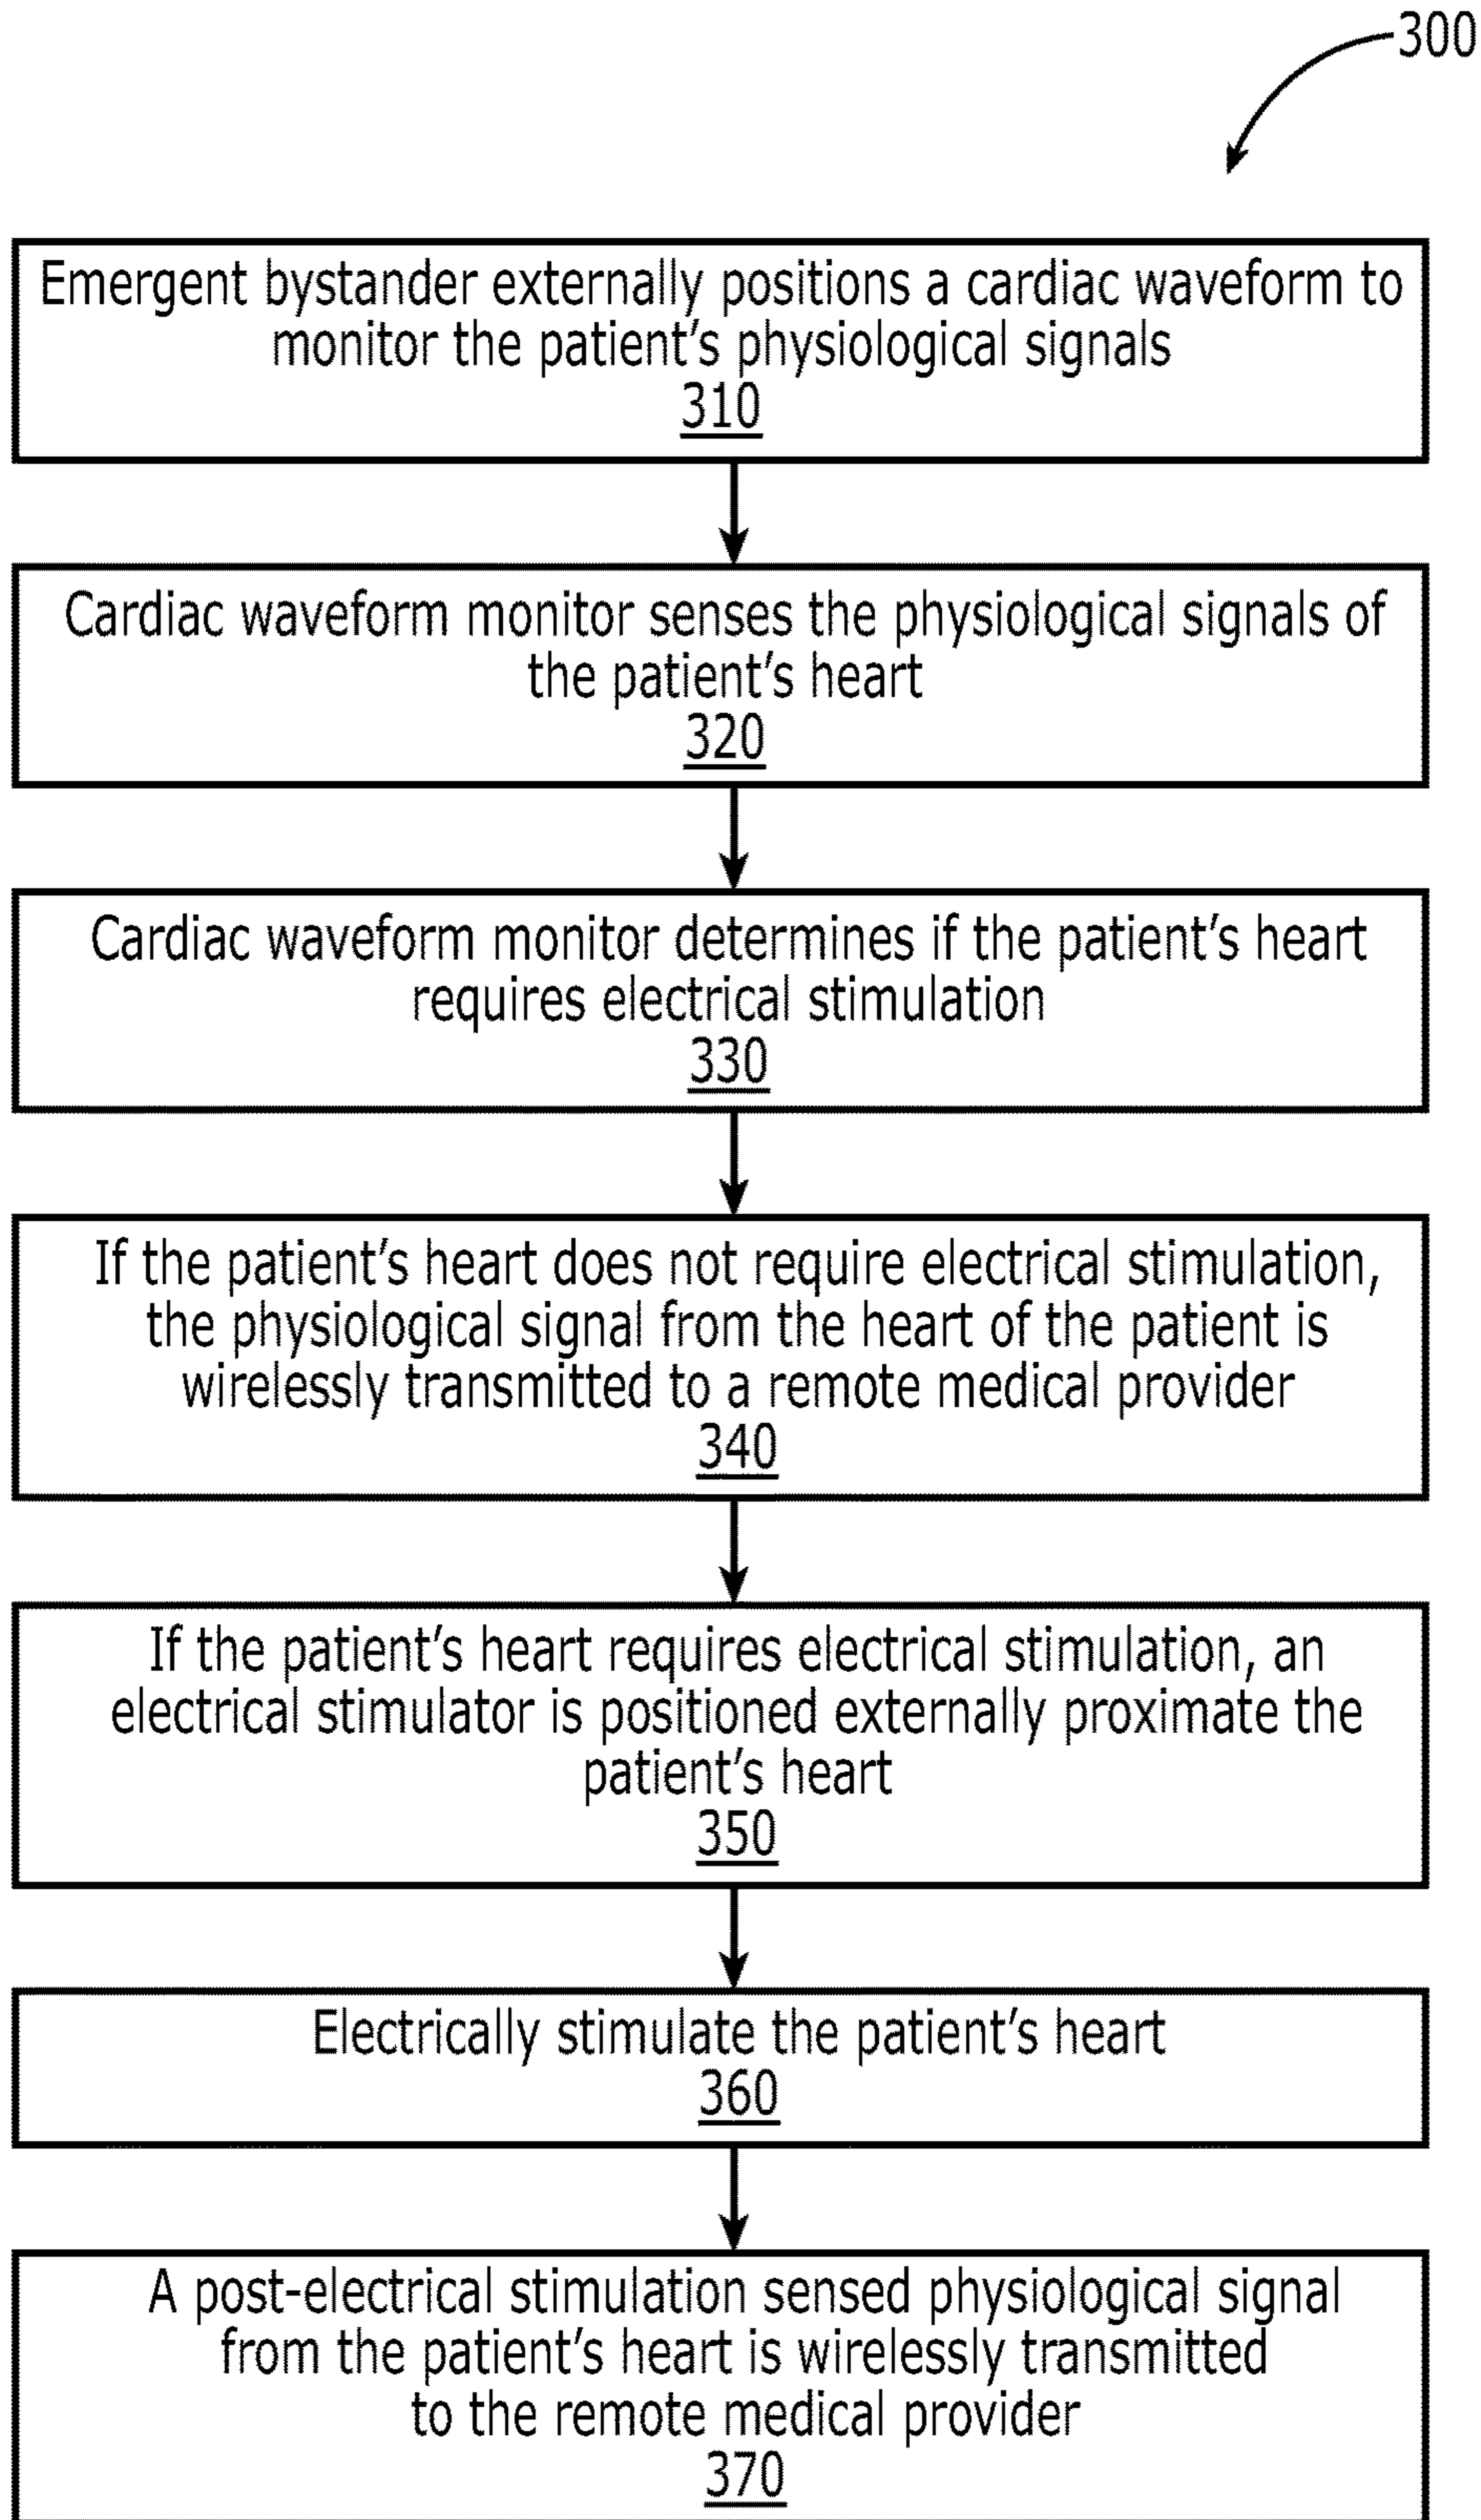 300
Emergent bystander externally positions a cardiac waveform to
monitor the patient’s physiological signals
310
Cardiac waveform monitor senses the physiological signals of
the patient’s heart
320
Cardiac waveform monitor determines if the patient’s heart
requires electrical stimulation
330
If the patient’s heart does not require electrical stimulation,
the physiological signal from the heart of the patient is
wirelessly transmitted to a remote medical provider
340
If the patient’s heart requires electrical stimulation, an
electrical stimulator is positioned externally proximate the
patient’s heart
350
Electrically stimulate the patient’s heart
360
A post-electrical stimulation sensed physiological signal
from the patient’s heart is wirelessly transmitted
to the remote medical provider
370